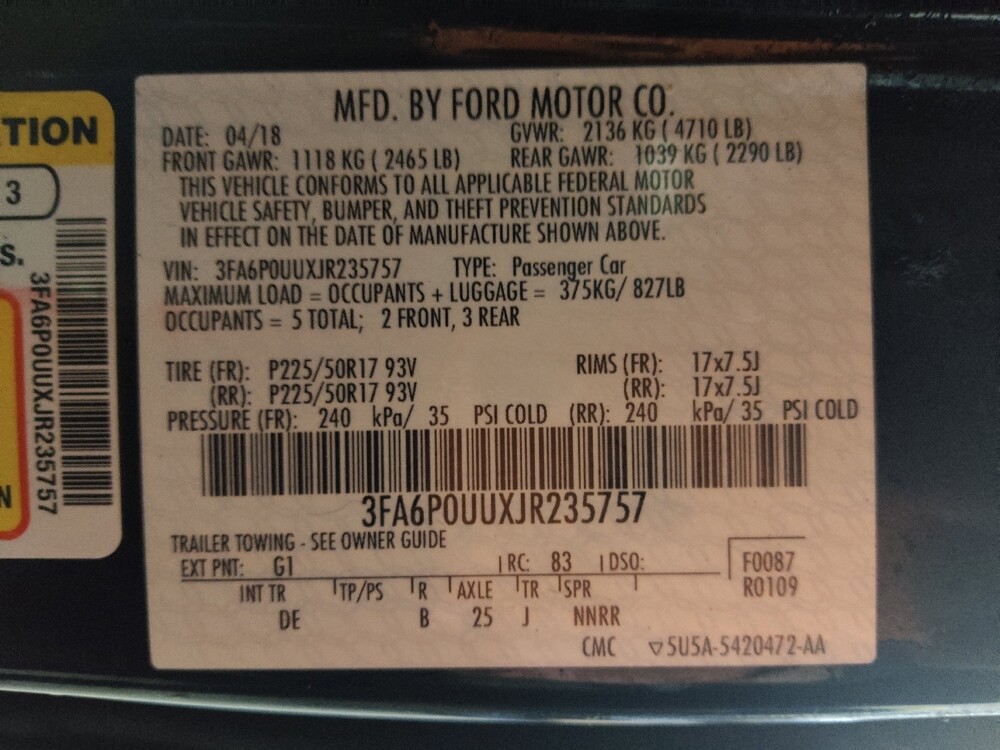 TION
3
S.
3FA6P0UUXJR235757
N
MFD. BY FORD MOTOR CO.
DATE: 04/18 GVWR: 2136 KG ( 4710 LB)
FRONT GAWR: 1118 KG ( 2465 LB) REAR GAWR: 1039 KG ( 2290 LB)
THIS VEHICLE CONFORMS TO ALL APPLICABLE FEDERAL MOTOR
VEHICLE SAFETY, BUMPER, AND THEFT PREVENTION STANDARDS
IN EFFECT ON THE DATE OF MANUFACTURE SHOWN ABOVE.
VIN: 3FA6P0UUXJR235757 TYPE: Passenger Car
MAXIMUM LOAD = OCCUPANTS + LUGGAGE = 375KG/ 827LB
OCCUPANTS = 5 TOTAL; 2 FRONT, 3 REAR
TIRE (FR): P225/50R17 93V RIMS (FR): 17x7.5J
(RR): P225/50R17 93V (RR): 17x7.5J
PRESSURE (FR): 240 kPa/ 35 PSI COLD (RR): 240 kPa/ 35 PSI COLD
3FA6P0UUXJR235757
TRAILER TOWING - SEE OWNER GUIDE
EXT PNT: G1 RC: 83 DSO: F0087
INT TR TP/PS R AXLE TR SPR R0109
DE B 25 J NNRR
CMC ▽5U5A-5420472-AA